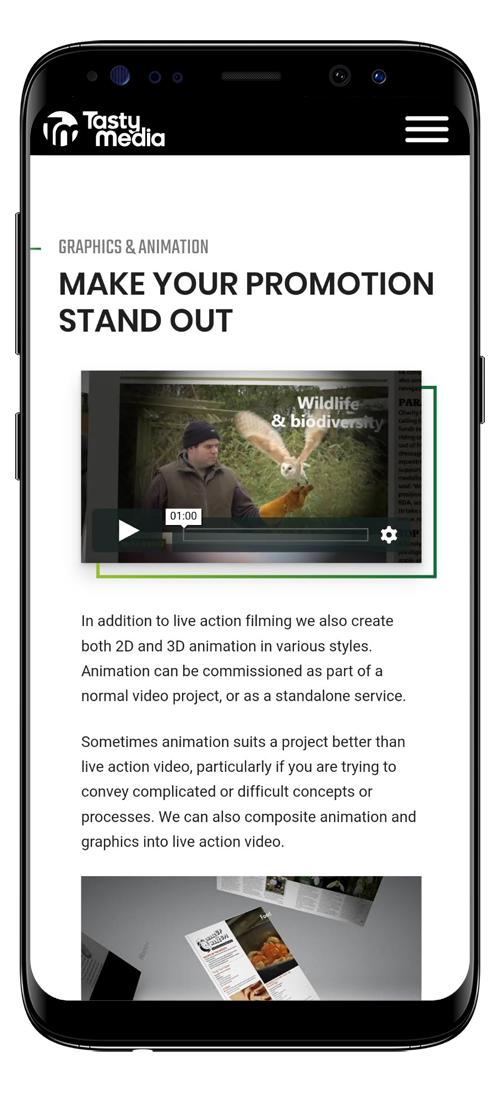 Tasty
media
GRAPHICS & ANIMATION
MAKE YOUR PROMOTION
STAND OUT
Wildlife
& biodiversity
01:00
In addition to live action filming we also create
both 2D and 3D animation in various styles.
Animation can be commissioned as part of a
normal video project, or as a standalone service.
Sometimes animation suits a project better than
live action video, particularly if you are trying to
convey complicated or difficult concepts or
processes. We can also composite animation and
graphics into live action video.